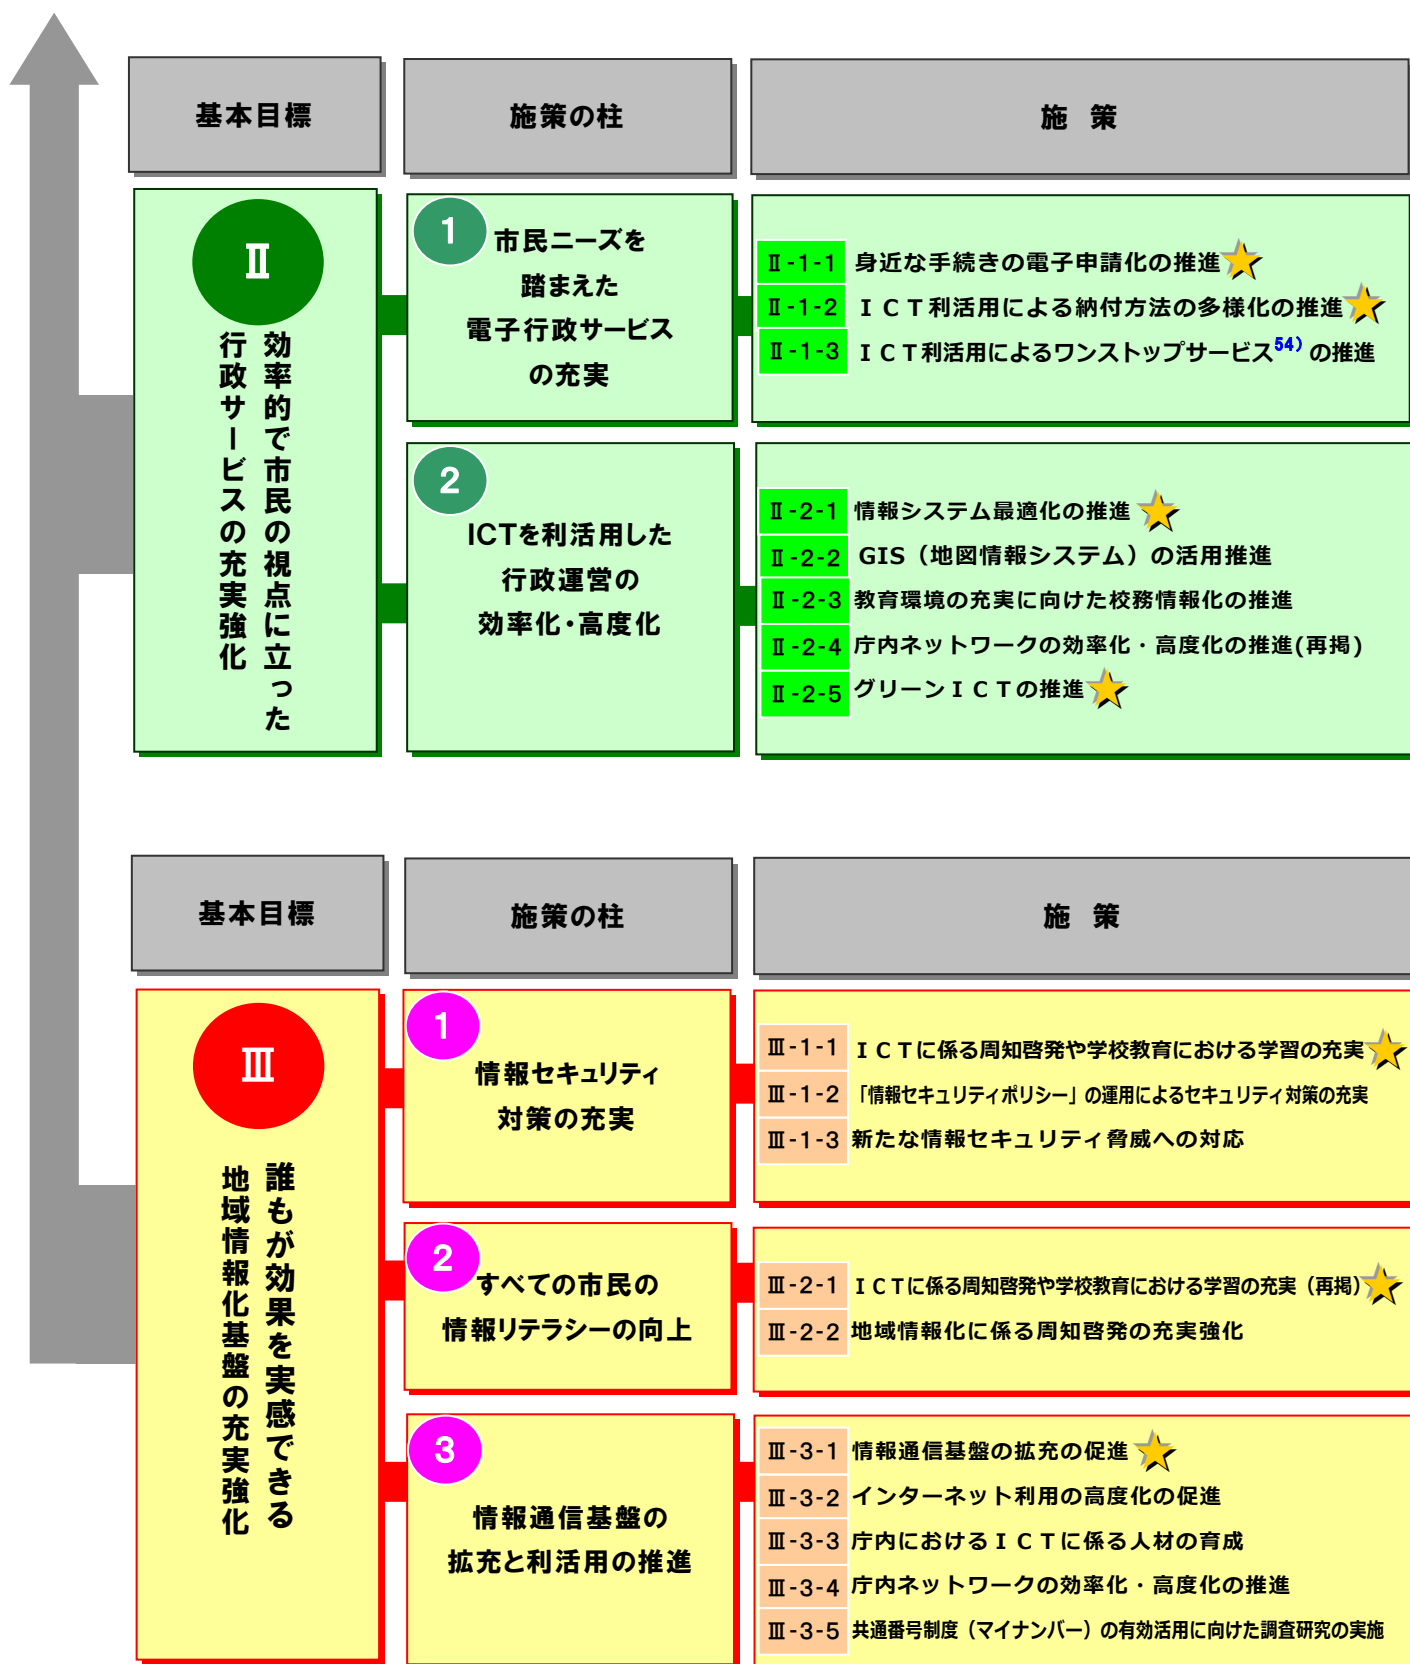 基本目標
施策の柱
施 策
Ⅱ
効率的で市民の視点に立った
行政サービスの充実強化
1
市民ニーズを
踏まえた
電子行政サービス
の充実
Ⅱ-1-1 身近な手続きの電子申請化の推進
Ⅱ-1-2 ＩＣＴ利活用による納付方法の多様化の推進
Ⅱ-1-3 ＩＣＴ利活用によるワンストップサービス54) の推進
2
ICTを利活用した
行政運営の
効率化・高度化
Ⅱ-2-1 情報システム最適化の推進
Ⅱ-2-2 GIS（地図情報システム）の活用推進
Ⅱ-2-3 教育環境の充実に向けた校務情報化の推進
Ⅱ-2-4 庁内ネットワークの効率化・高度化の推進(再掲)
Ⅱ-2-5 グリーンＩＣＴの推進
基本目標
施策の柱
施 策
Ⅲ
誰もが効果を実感できる
地域情報化基盤の充実強化
1
情報セキュリティ
対策の充実
Ⅲ-1-1 ＩＣＴに係る周知啓発や学校教育における学習の充実
Ⅲ-1-2 「情報セキュリティポリシー」の運用によるセキュリティ対策の充実
Ⅲ-1-3 新たな情報セキュリティ脅威への対応
2
すべての市民の
情報リテラシーの向上
Ⅲ-2-1 ＩＣＴに係る周知啓発や学校教育における学習の充実（再掲）
Ⅲ-2-2 地域情報化に係る周知啓発の充実強化
3
情報通信基盤の
拡充と利活用の推進
Ⅲ-3-1 情報通信基盤の拡充の促進
Ⅲ-3-2 インターネット利用の高度化の促進
Ⅲ-3-3 庁内におけるＩＣＴに係る人材の育成
Ⅲ-3-4 庁内ネットワークの効率化・高度化の推進
Ⅲ-3-5 共通番号制度（マイナンバー）の有効活用に向けた調査研究の実施